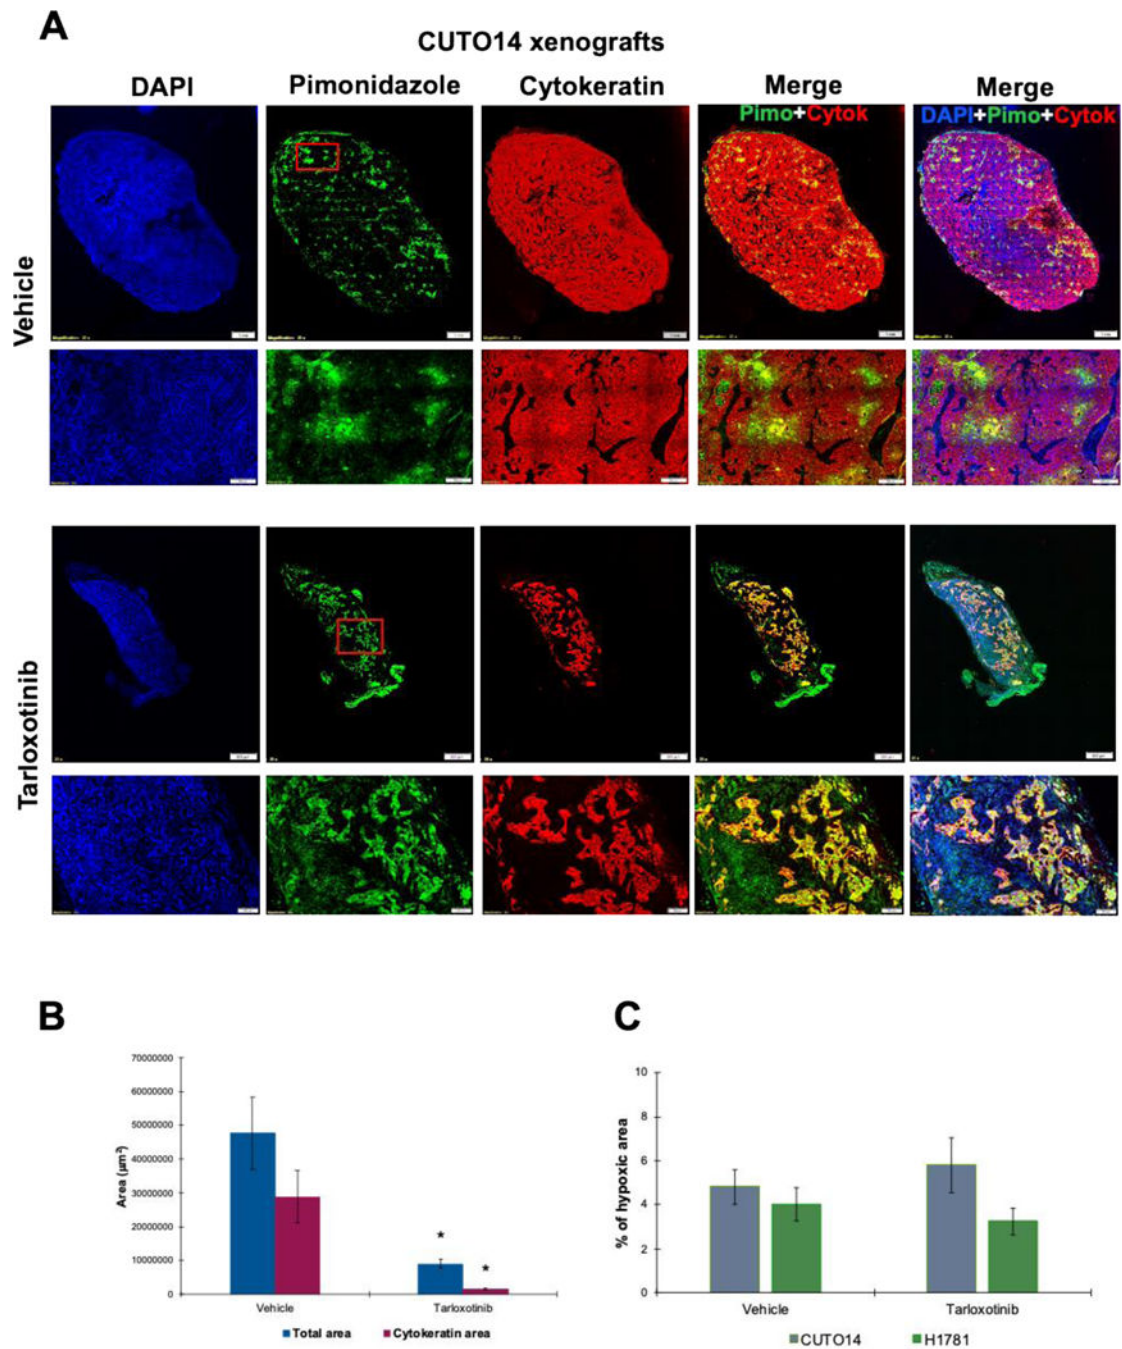 A
CUTO14 xenografts
DAPI Pimonidazole Cytokeratin Merge Merge
Pimo+Cytok DAPI+Pimo+Cytok
Vehicle
Tarloxotinib
B
Area (µm²)
70000000
60000000
50000000
40000000
30000000
20000000
10000000
0
* *
Vehicle Tarloxotinib
Total area Cytokeratin area
C
% of hypoxic area
10
8
6
4
2
0
Vehicle Tarloxotinib
CUTO14 H1781